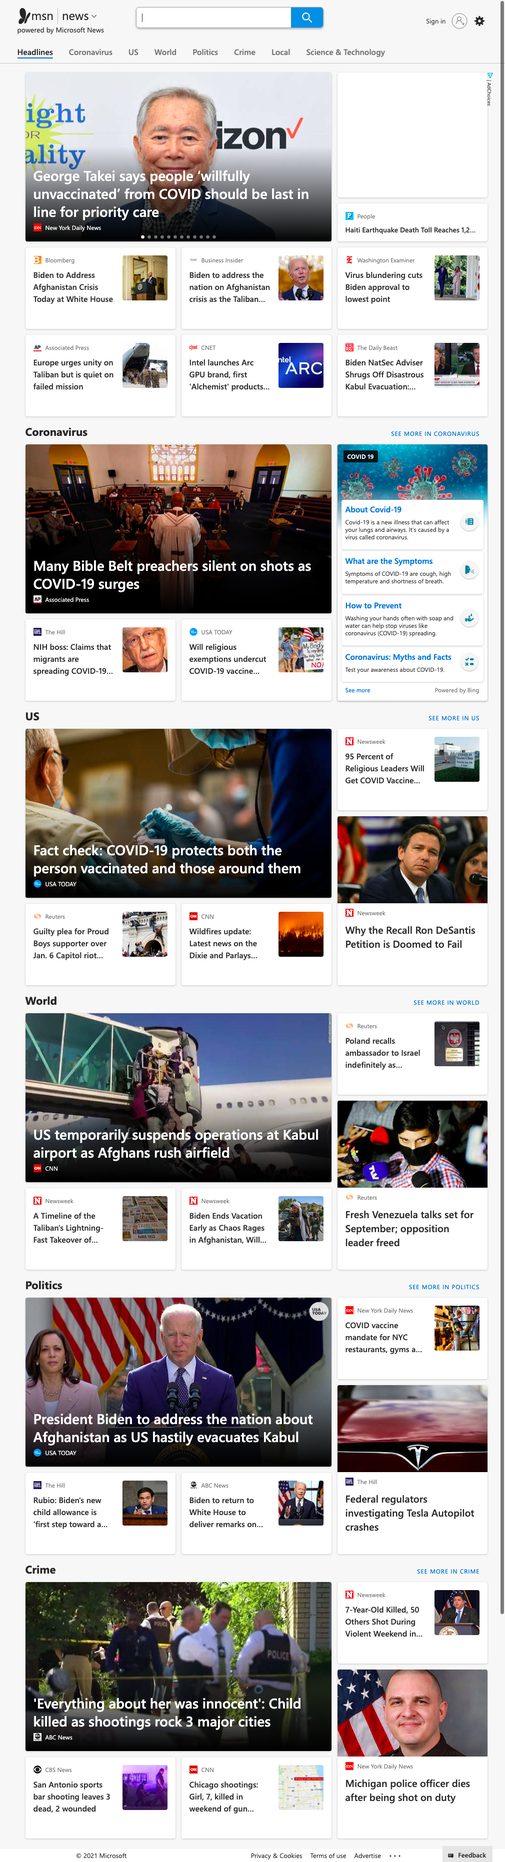 msn | news
powered by Microsoft News
Sign in
Headlines Coronavirus US World Politics Crime Local Science & Technology
AdChoices
ight
OR
ality
izon
George Takei says people 'willfully
unvaccinated' from COVID should be last in
line for priority care
New York Daily News
People
Haiti Earthquake Death Toll Reaches 1,2...
Bloomberg
Biden to Address
Afghanistan Crisis
Today at White House
Business Insider
Biden to address the
nation on Afghanistan
crisis as the Taliban...
Washington Examiner
Virus blundering cuts
Biden approval to
lowest point
AP Associated Press
Europe urges unity on
Taliban but is quiet on
failed mission
CNET
Intel launches Arc
GPU brand, first
'Alchemist' products...
intel
ARC
The Daily Beast
Biden NatSec Adviser
Shrugs Off Disastrous
Kabul Evacuation:...
Coronavirus
SEE MORE IN CORONAVIRUS
Many Bible Belt preachers silent on shots as
COVID-19 surges
AP Associated Press
COVID 19
About Covid-19
Covid-19 is a new illness that can affect
your lungs and airways. It's caused by a
virus called coronavirus.
What are the Symptoms
Symptoms of COVID-19 are cough, high
temperature and shortness of breath.
How to Prevent
Washing your hands often with soap and
water can help stop viruses like
coronavirus (COVID-19) spreading.
Coronavirus: Myths and Facts
Test your awareness about COVID-19.
See more
Powered by Bing
The Hill
NIH boss: Claims that
migrants are
spreading COVID-19...
USA TODAY
Will religious
exemptions undercut
COVID-19 vaccine...
US
SEE MORE IN US
Fact check: COVID-19 protects both the
person vaccinated and those around them
USA TODAY
N Newsweek
95 Percent of
Religious Leaders Will
Get COVID Vaccine...
N Newsweek
Why the Recall Ron DeSantis
Petition is Doomed to Fail
Reuters
Guilty plea for Proud
Boys supporter over
Jan. 6 Capitol riot...
CNN
Wildfires update:
Latest news on the
Dixie and Parlays...
World
SEE MORE IN WORLD
US temporarily suspends operations at Kabul
airport as Afghans rush airfield
CNN
Reuters
Poland recalls
ambassador to Israel
indefinitely as...
Reuters
Fresh Venezuela talks set for
September; opposition
leader freed
N Newsweek
A Timeline of the
Taliban's Lightning-
Fast Takeover of...
N Newsweek
Biden Ends Vacation
Early as Chaos Rages
in Afghanistan, Will...
Politics
SEE MORE IN POLITICS
USA TODAY
President Biden to address the nation about
Afghanistan as US hastily evacuates Kabul
USA TODAY
New York Daily News
COVID vaccine
mandate for NYC
restaurants, gyms a...
The Hill
Federal regulators
investigating Tesla Autopilot
crashes
The Hill
Rubio: Biden's new
child allowance is
'first step toward a...
ABC News
Biden to return to
White House to
deliver remarks on...
Crime
SEE MORE IN CRIME
POLICE
'Everything about her was innocent': Child
killed as shootings rock 3 major cities
ABC News
N Newsweek
7-Year-Old Killed, 50
Others Shot During
Violent Weekend in...
New York Daily News
Michigan police officer dies
after being shot on duty
CBS News
San Antonio sports
bar shooting leaves 3
dead, 2 wounded
CNN
Chicago shootings:
Girl, 7, killed in
weekend of gun...
© 2021 Microsoft
Privacy & Cookies Terms of use Advertise ...
Feedback